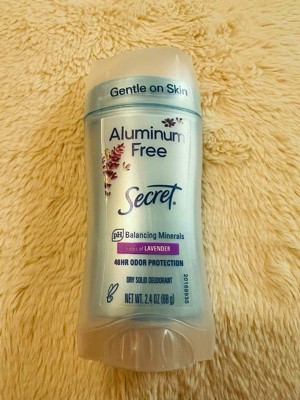 Gentle on Skin
Aluminum
Free
Secret®
pH Balancing Minerals
LAVENDER
48HR ODOR PROTECTION
DRY SOLID DEODORANT
NET WT. 2.4 OZ (68g)